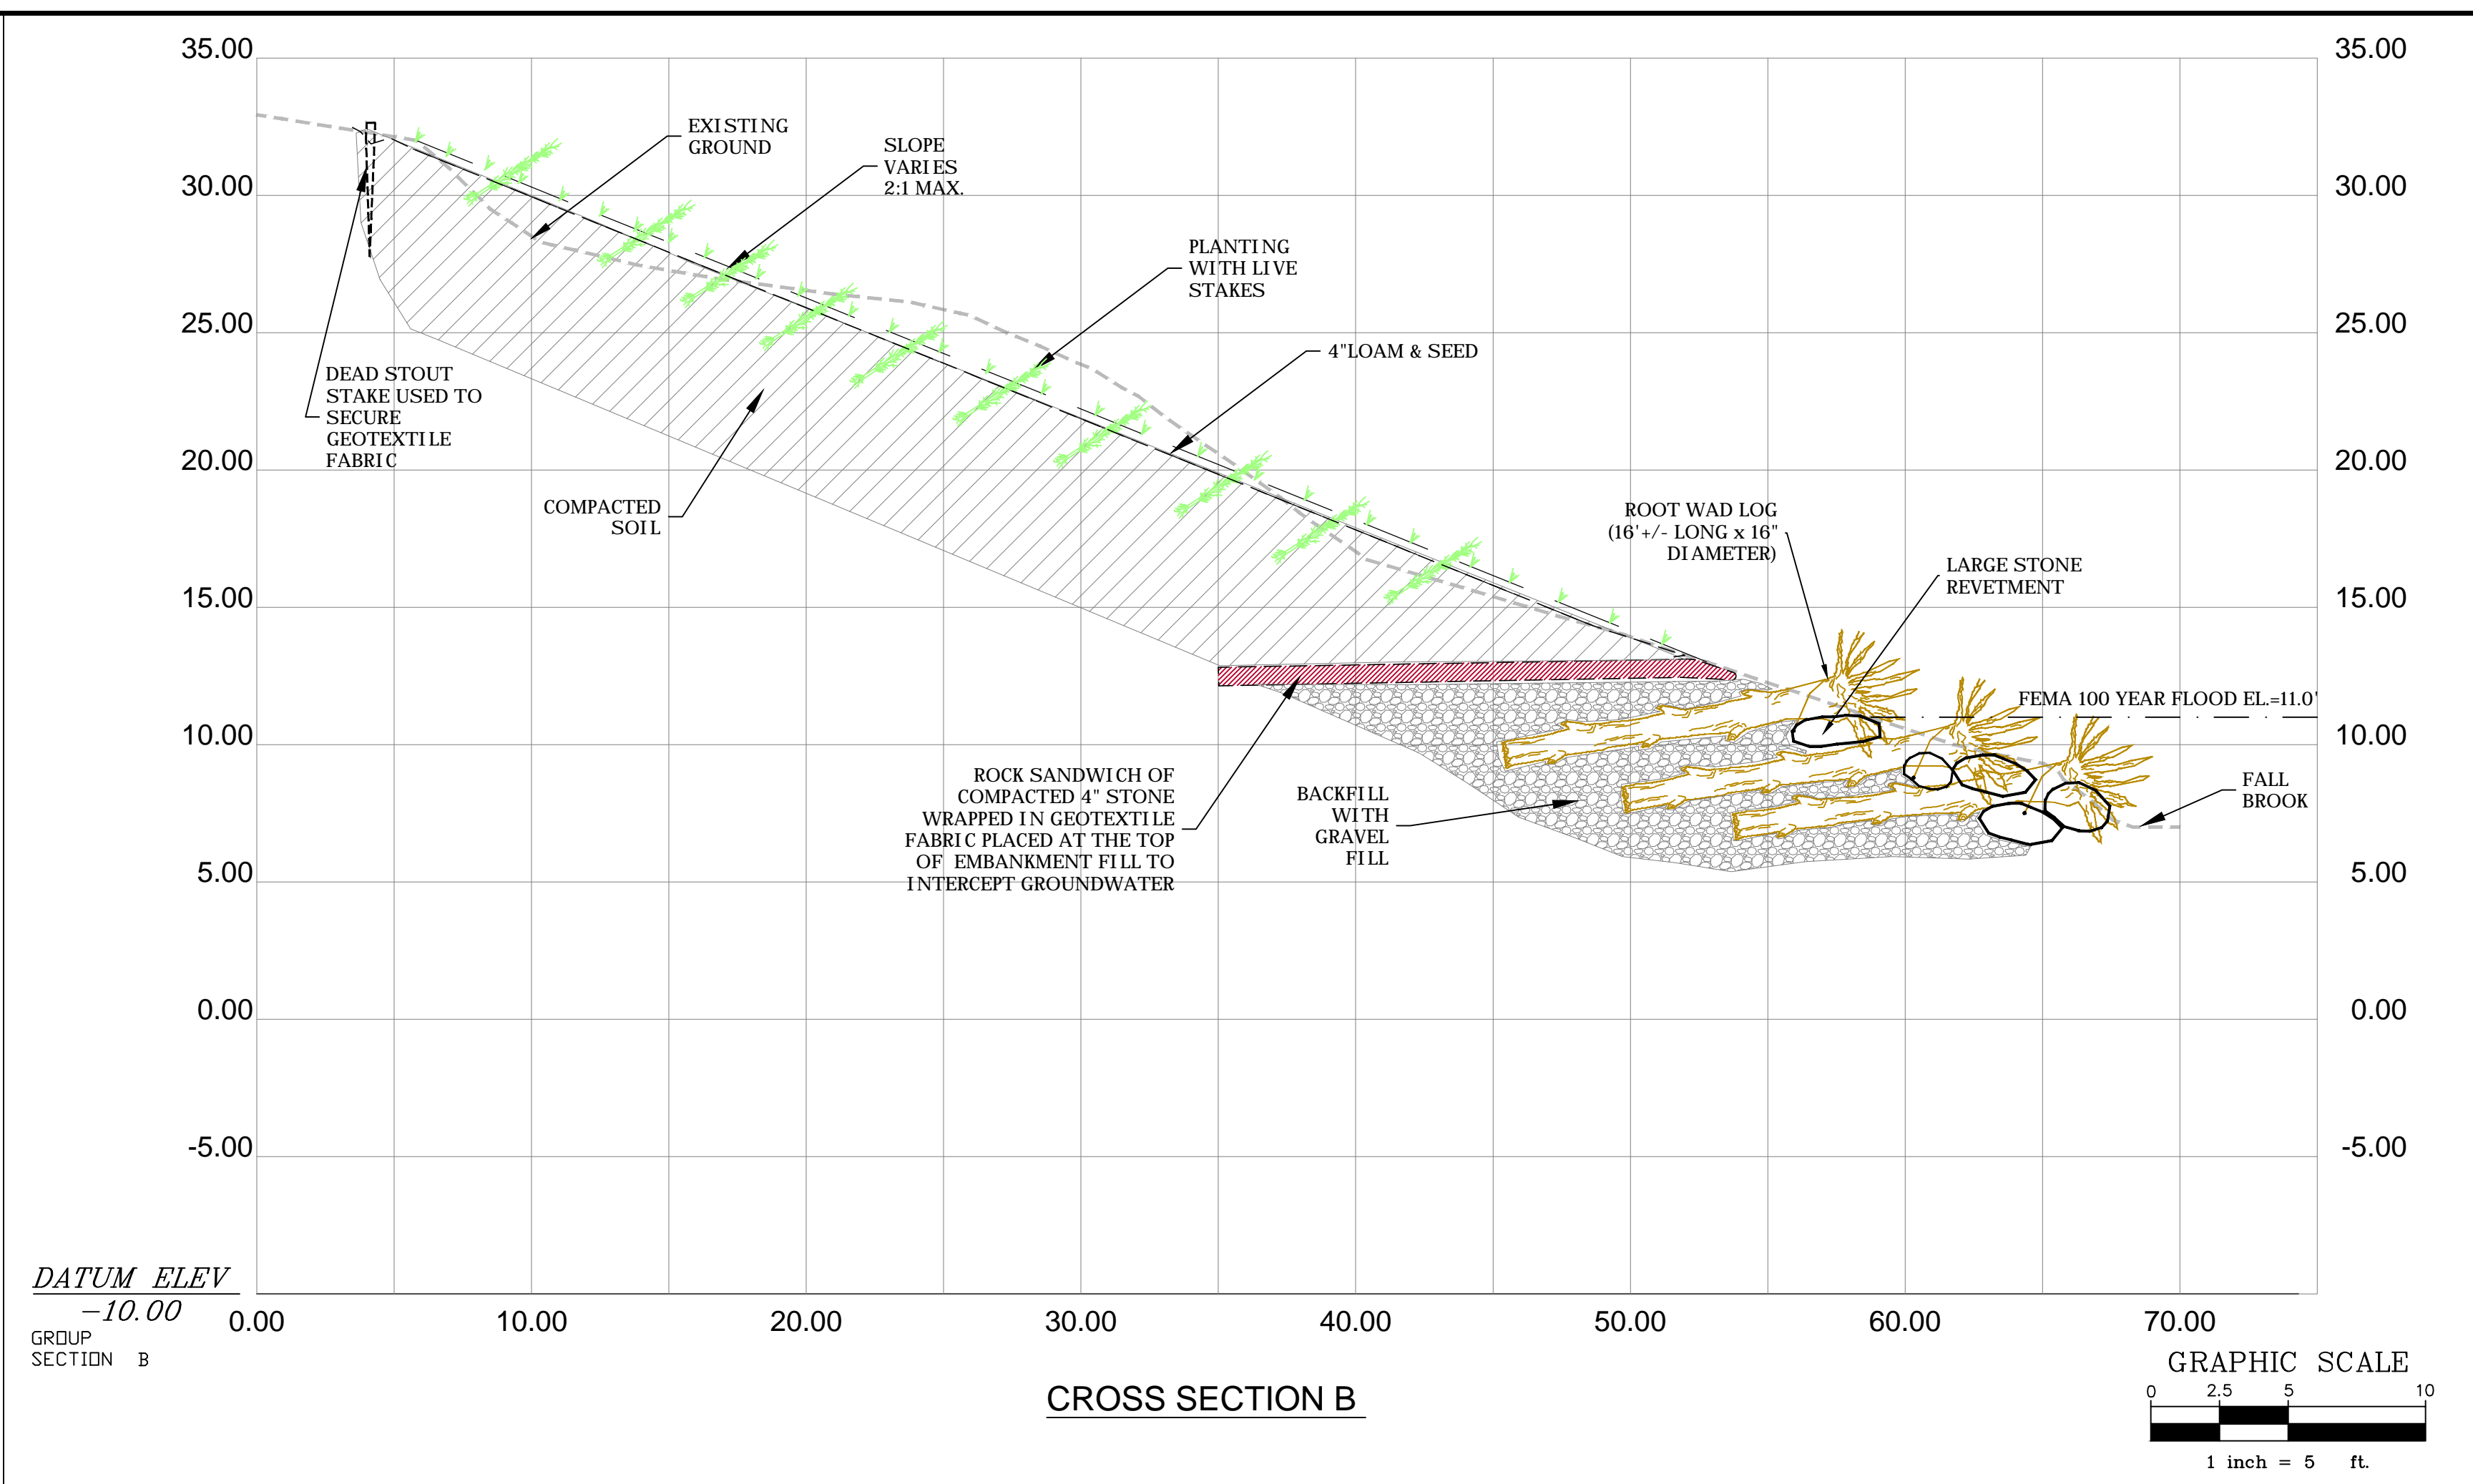 35.00
35.00
EXISTING
GROUND
SLOPE
VARIES
2:1 MAX.
30.00
30.00
PLANTING
WITH LIVE
STAKES
25.00
25.00
4"LOAM & SEED
DEAD STOUT
STAKE USED TO
SECURE
GEOTEXTILE
FABRIC
20.00
20.00
COMPACTED
SOIL
ROOT WAD LOG
(16'+/- LONG x 16"
DIAMETER)
LARGE STONE
REVETMENT
15.00
15.00
FEMA 100 YEAR FLOOD EL.=11.0'
10.00
10.00
ROCK SANDWICH OF
COMPACTED 4" STONE
WRAPPED IN GEOTEXTILE
FABRIC PLACED AT THE TOP
OF EMBANKMENT FILL TO
INTERCEPT GROUNDWATER
BACKFILL
WITH
GRAVEL
FILL
FALL
BROOK
5.00
5.00
0.00
0.00
-5.00
-5.00
DATUM ELEV
-10.00
GROUP
SECTION B
0.00
10.00
20.00
30.00
40.00
50.00
60.00
70.00
CROSS SECTION B
GRAPHIC SCALE
0 2.5 5 10
1 inch = 5 ft.